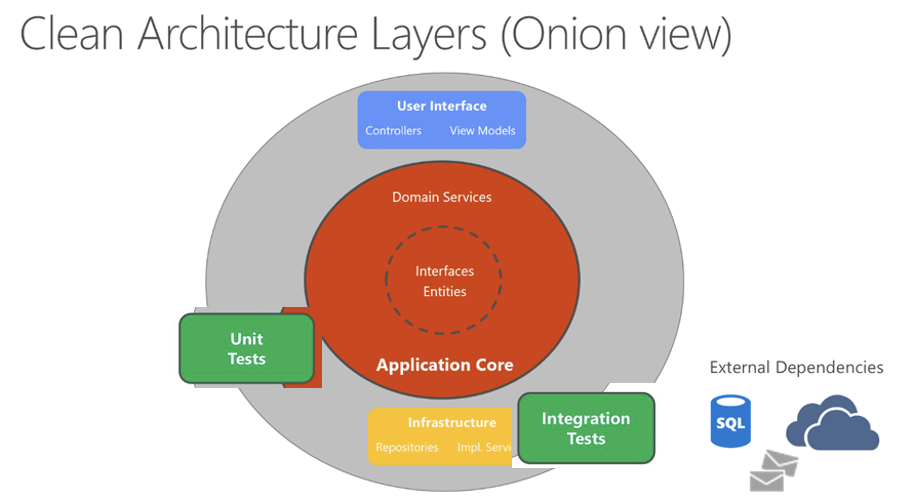 Clean Architecture Layers (Onion view)
User Interface
Controllers View Models
Domain Services
Interfaces
Entities
Unit
Tests
Application Core
External Dependencies
SQL
Infrastructure
Repositories Impl.
Integration
Tests